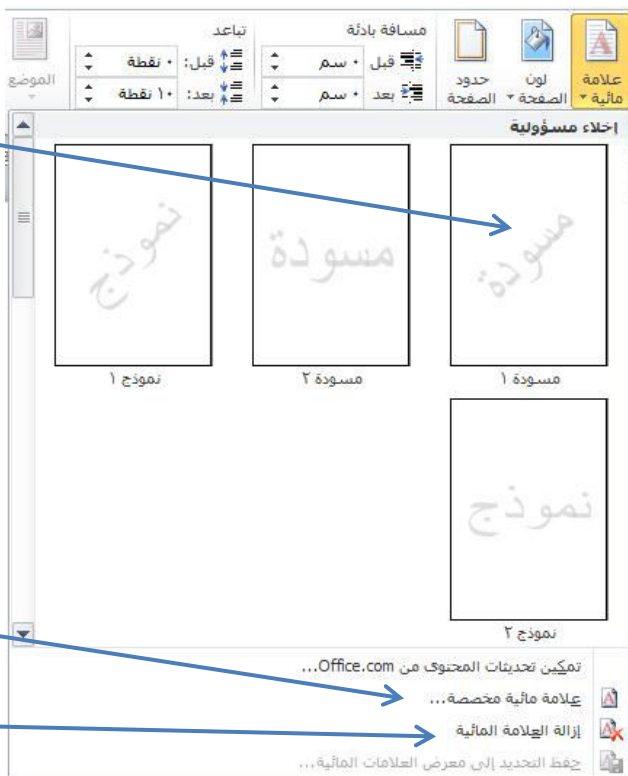 علامة مائية
لون الصفحة
حدود الصفحة
مسافة بادئة
قبل ٠ سم
بعد ٠ سم
تباعد
قبل: ٠ نقطة
بعد: ١٠ نقطة
الموضع
إخلاء مسؤولية
مسودة
مسودة
نموذج
مسودة ١
مسودة ٢
نموذج ١
نموذج
نموذج ٢
تمكين تحديثات المحتوى من Office.com...
علامة مائية مخصصة...
إزالة العلامة المائية
حفظ التحديد إلى معرض العلامات المائية...